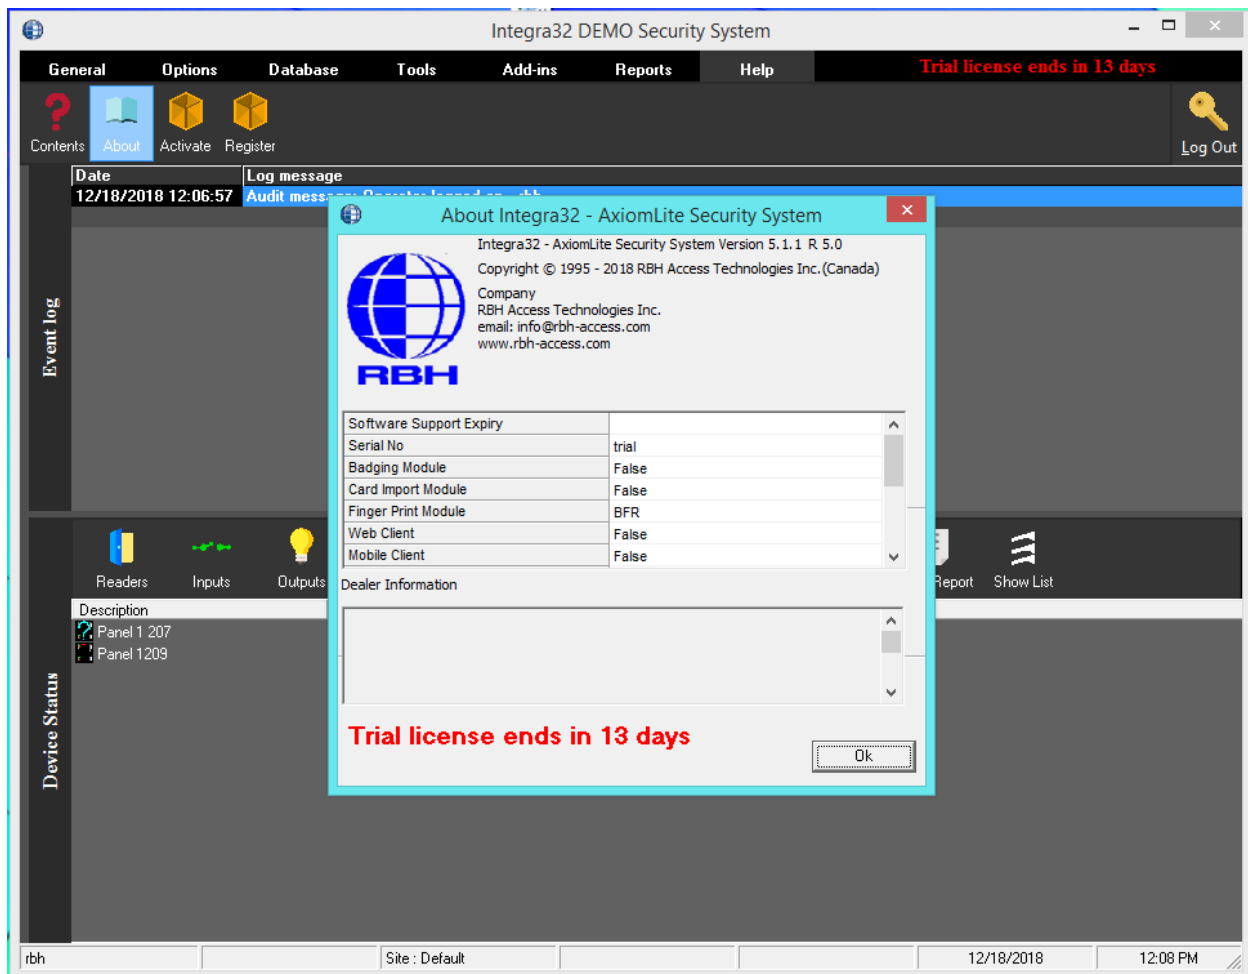 Integra32 DEMO Security System
General Options Database Tools Add-ins Reports Help Trial license ends in 13 days
Contents About Activate Register Log Out
Date Log message
12/18/2018 12:06:57 Audit message: Operator logged on rbh
About Integra32 - AxiomLite Security System
Integra32 - AxiomLite Security System Version 5.1.1 R 5.0
Copyright © 1995 - 2018 RBH Access Technologies Inc.(Canada)
Company
RBH Access Technologies Inc.
email: info@rbh-access.com
www.rbh-access.com
RBH
Event log
Software Support Expiry
Serial No trial
Badging Module False
Card Import Module False
Finger Print Module BFR
Web Client False
Mobile Client False
Readers Inputs Outputs Report Show List
Dealer Information
Description
Panel 1 207
Panel 1209
Device Status
Trial license ends in 13 days
Ok
rbh Site : Default 12/18/2018 12:08 PM